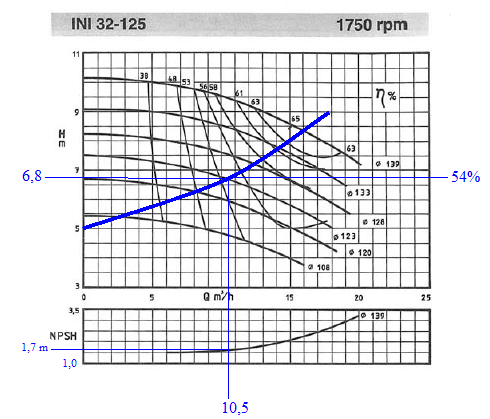 INI 32-125 1750 rpm
11
38 48 53 56 58 61 63 65 63
η%
9
H
m
ø 139
6,8 7 54%
ø 133
ø 128
5 ø 123
ø 120
ø 108
3
0 5 Q m³/h 15 20 25
3,5 ø 139
NPSH
1,7 m
1,0
10,5